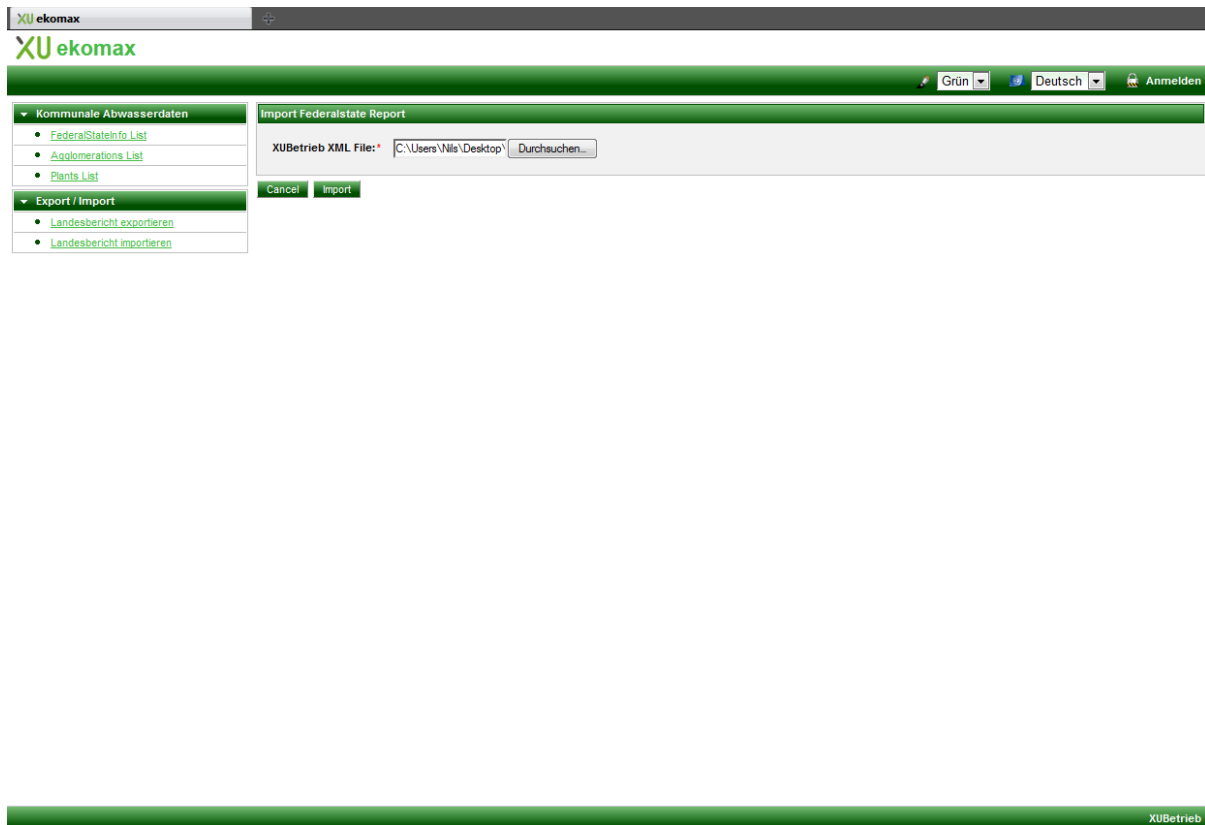 XU ekomax
XU ekomax
Grün Deutsch Anmelden
Kommunale Abwasserdaten
FederalStateInfo List
Agglomerations List
Plants List
Export / Import
Landesbericht exportieren
Landesbericht importieren
Import Federalstate Report
XUBetrieb XML File:* C:\Users\Nils\Desktop\ Durchsuchen...
Cancel Import
XUBetrieb